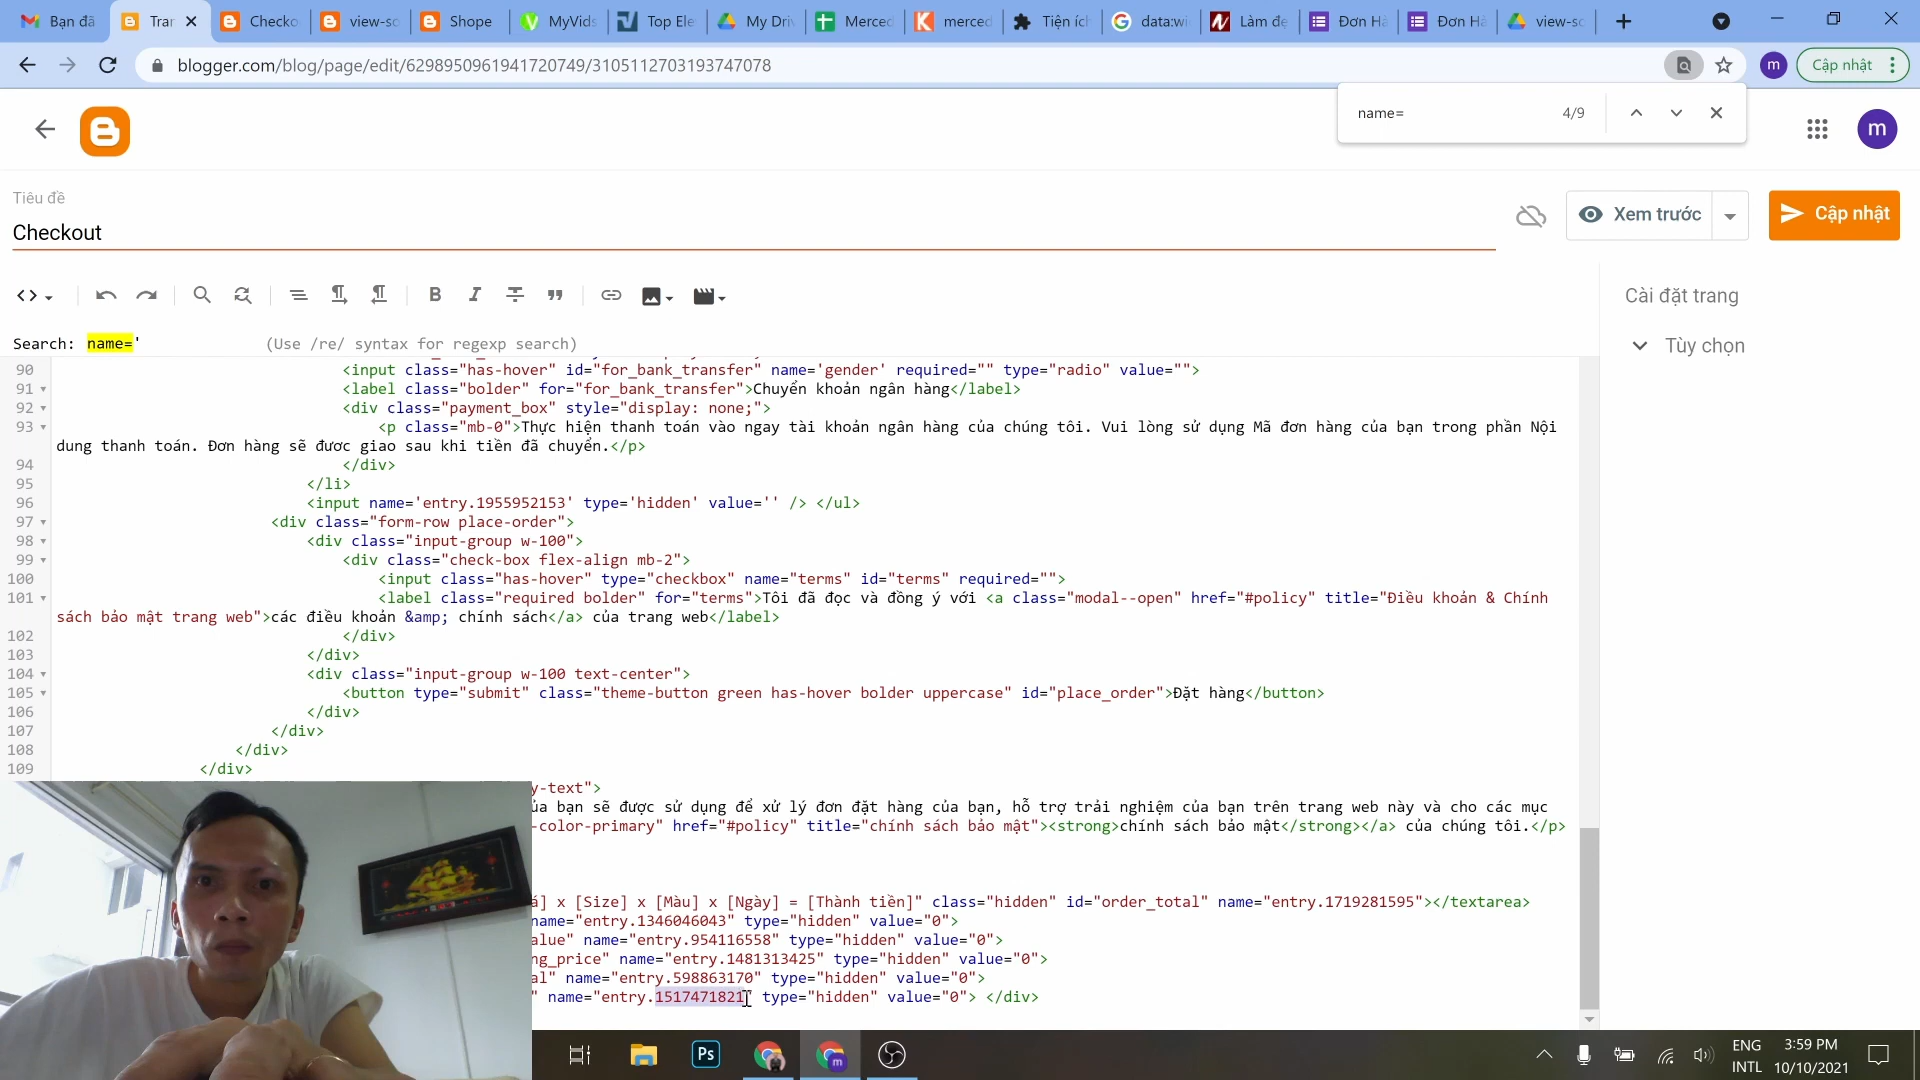 Bạn đã
Tran
Checko
view-so
Shope
MyVids
Top Ele
My Driv
Merced
merced
Tiện ích
data:wi
Làm đẹ
Đơn Hà
Đơn Hà
view-so
blogger.com/blog/page/edit/6298950961941720749/3105112703193747078
m
Cập nhật
name=
4/9
m
Tiêu đề
Checkout
Xem trước
Cập nhật
Cài đặt trang
Tùy chọn
Search: name='
(Use /re/ syntax for regexp search)
90 <input class="has-hover" id="for_bank_transfer" name='gender' required="" type="radio" value="">
91 <label class="bolder" for="for_bank_transfer">Chuyển khoản ngân hàng</label>
92 <div class="payment_box" style="display: none;">
93 <p class="mb-0">Thực hiện thanh toán vào ngay tài khoản ngân hàng của chúng tôi. Vui lòng sử dụng Mã đơn hàng của bạn trong phần Nội
dung thanh toán. Đơn hàng sẽ đươc giao sau khi tiền đã chuyển.</p>
94 </div>
95 </li>
96 <input name='entry.1955952153' type='hidden' value='' /> </ul>
97 <div class="form-row place-order">
98 <div class="input-group w-100">
99 <div class="check-box flex-align mb-2">
100 <input class="has-hover" type="checkbox" name="terms" id="terms" required="">
101 <label class="required bolder" for="terms">Tôi đã đọc và đồng ý với <a class="modal--open" href="#policy" title="Điều khoản & Chính
sách bảo mật trang web">các điều khoản &amp; chính sách</a> của trang web</label>
102 </div>
103 </div>
104 <div class="input-group w-100 text-center">
105 <button type="submit" class="theme-button green has-hover bolder uppercase" id="place_order">Đặt hàng</button>
106 </div>
107 </div>
108 </div>
109 </div>
y-text">
ủa bạn sẽ được sử dụng để xử lý đơn đặt hàng của bạn, hỗ trợ trải nghiệm của bạn trên trang web này và cho các mục
-color-primary" href="#policy" title="chính sách bảo mật"><strong>chính sách bảo mật</strong></a> của chúng tôi.</p>
á] x [Size] x [Màu] x [Ngày] = [Thành tiền]" class="hidden" id="order_total" name="entry.1719281595"></textarea>
name="entry.1346046043" type="hidden" value="0">
alue" name="entry.954116558" type="hidden" value="0">
ng_price" name="entry.1481313425" type="hidden" value="0">
al" name="entry.598863170" type="hidden" value="0">
" name="entry.1517471821" type="hidden" value="0"> </div>
Ps
m
ENG
INTL
3:59 PM
10/10/2021